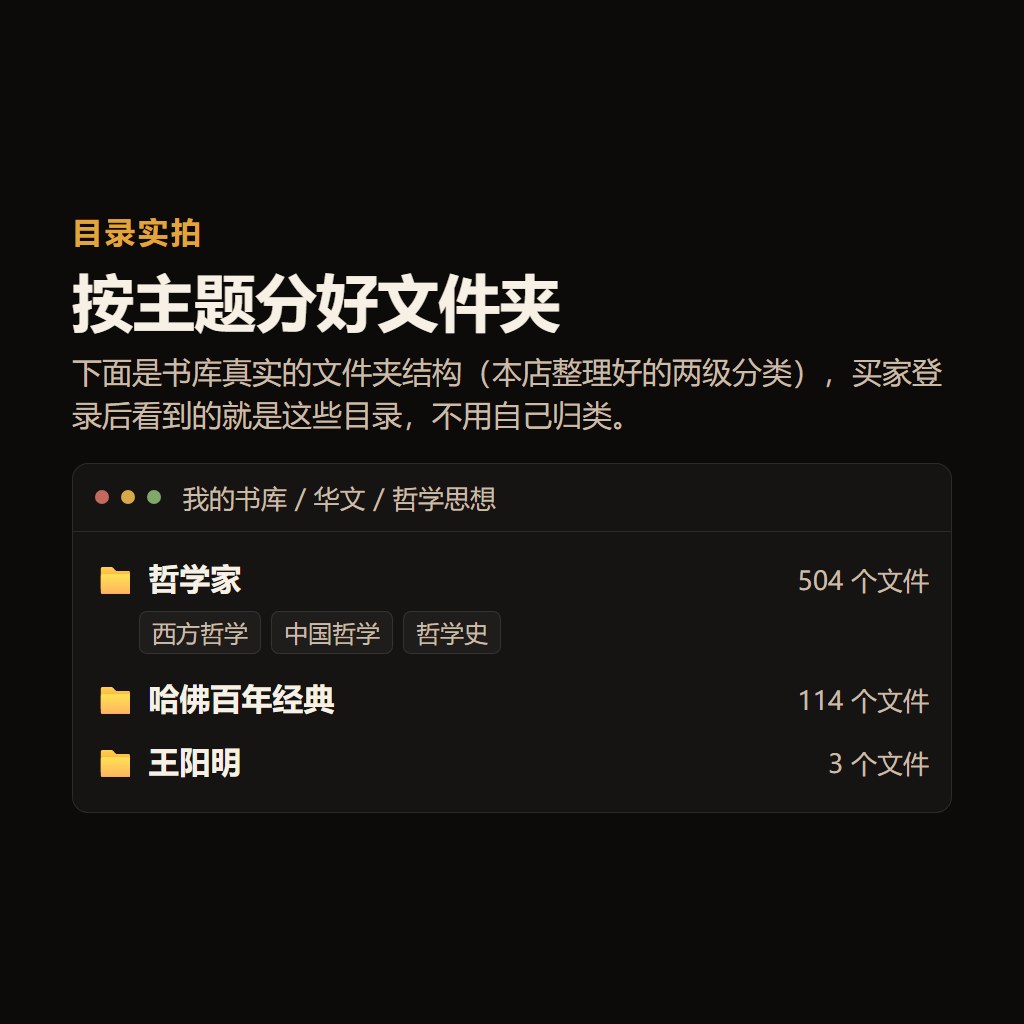 目录实拍
按主题分好文件夹
下面是书库真实的文件夹结构（本店整理好的两级分类），买家登
录后看到的就是这些目录，不用自己归类。
我的书库 / 华文 / 哲学思想
哲学家 504 个文件
西方哲学 中国哲学 哲学史
哈佛百年经典 114 个文件
王阳明 3 个文件